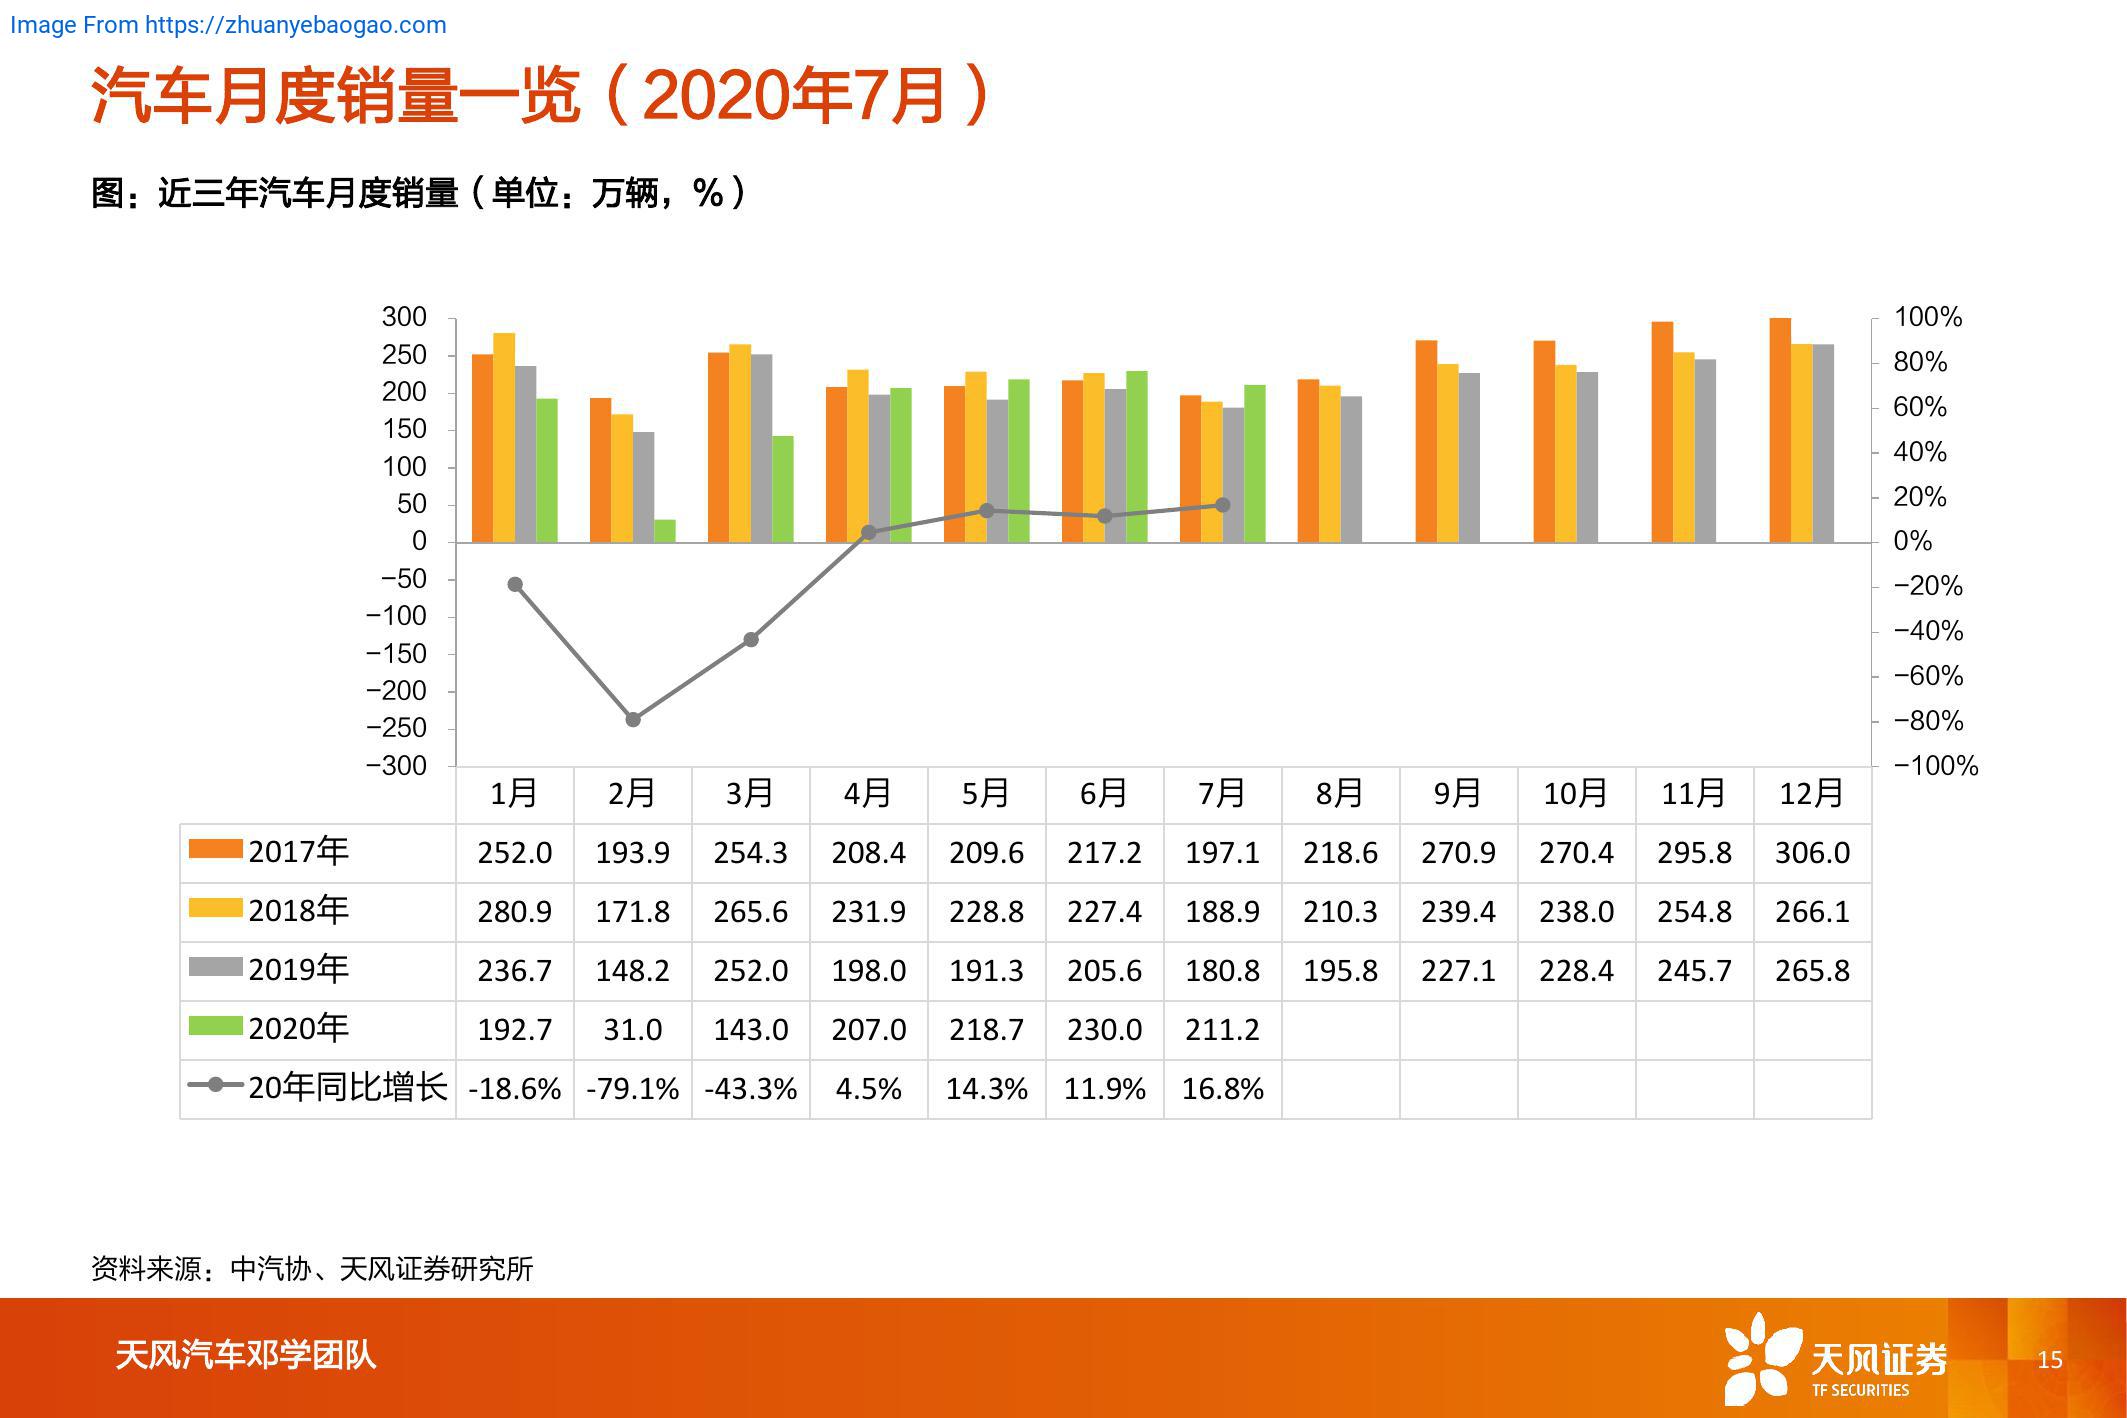 Image From https://zhuanyebaogao.com
汽车月度销量一览（2020年7月）
图：近三年汽车月度销量（单位：万辆，%）
300 100%
250 80%
200 60%
150 40%
100 20%
50 0%
0 −20%
−50 −40%
−100 −60%
−150 −80%
−200 −100%
−250
−300
1月 2月 3月 4月 5月 6月 7月 8月 9月 10月 11月 12月
2017年 252.0 193.9 254.3 208.4 209.6 217.2 197.1 218.6 270.9 270.4 295.8 306.0
2018年 280.9 171.8 265.6 231.9 228.8 227.4 188.9 210.3 239.4 238.0 254.8 266.1
2019年 236.7 148.2 252.0 198.0 191.3 205.6 180.8 195.8 227.1 228.4 245.7 265.8
2020年 192.7 31.0 143.0 207.0 218.7 230.0 211.2
20年同比增长 -18.6% -79.1% -43.3% 4.5% 14.3% 11.9% 16.8%
资料来源：中汽协、天风证券研究所
天风汽车邓学团队
天风证券
TF SECURITIES
15